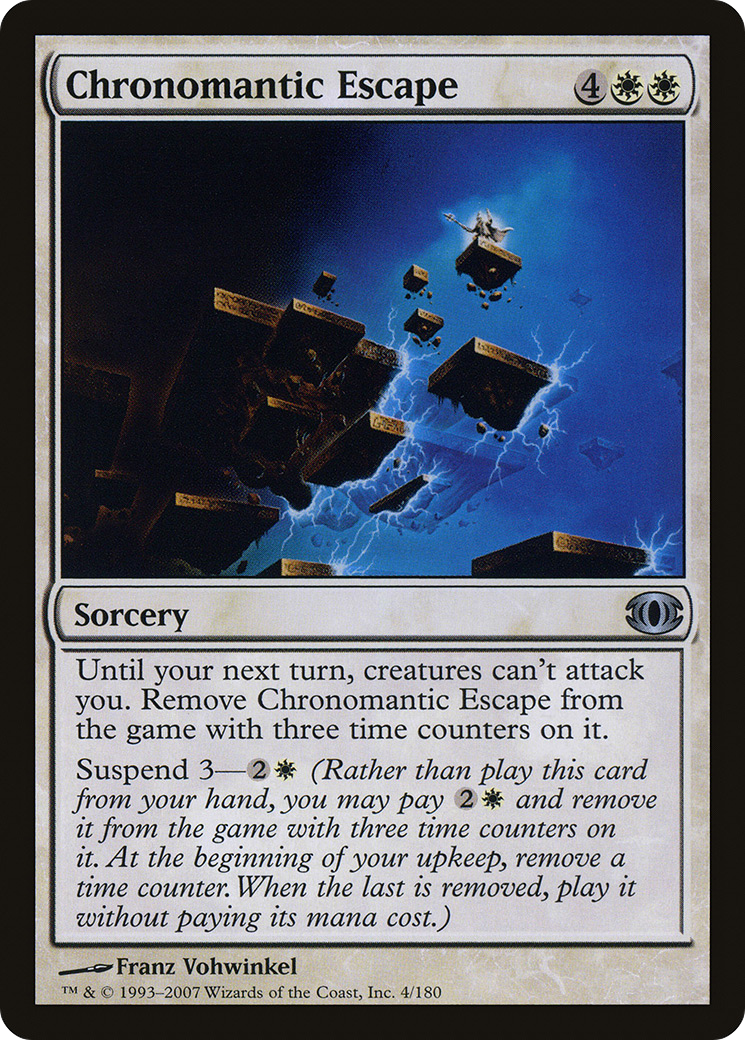 Chronomantic Escape 4
Sorcery
Until your next turn, creatures can't attack
you. Remove Chronomantic Escape from
the game with three time counters on it.
Suspend 3—2 (Rather than play this card
from your hand, you may pay 2 and remove
it from the game with three time counters on
it. At the beginning of your upkeep, remove a
time counter. When the last is removed, play it
without paying its mana cost.)
Franz Vohwinkel
™ & © 1993–2007 Wizards of the Coast, Inc. 4/180